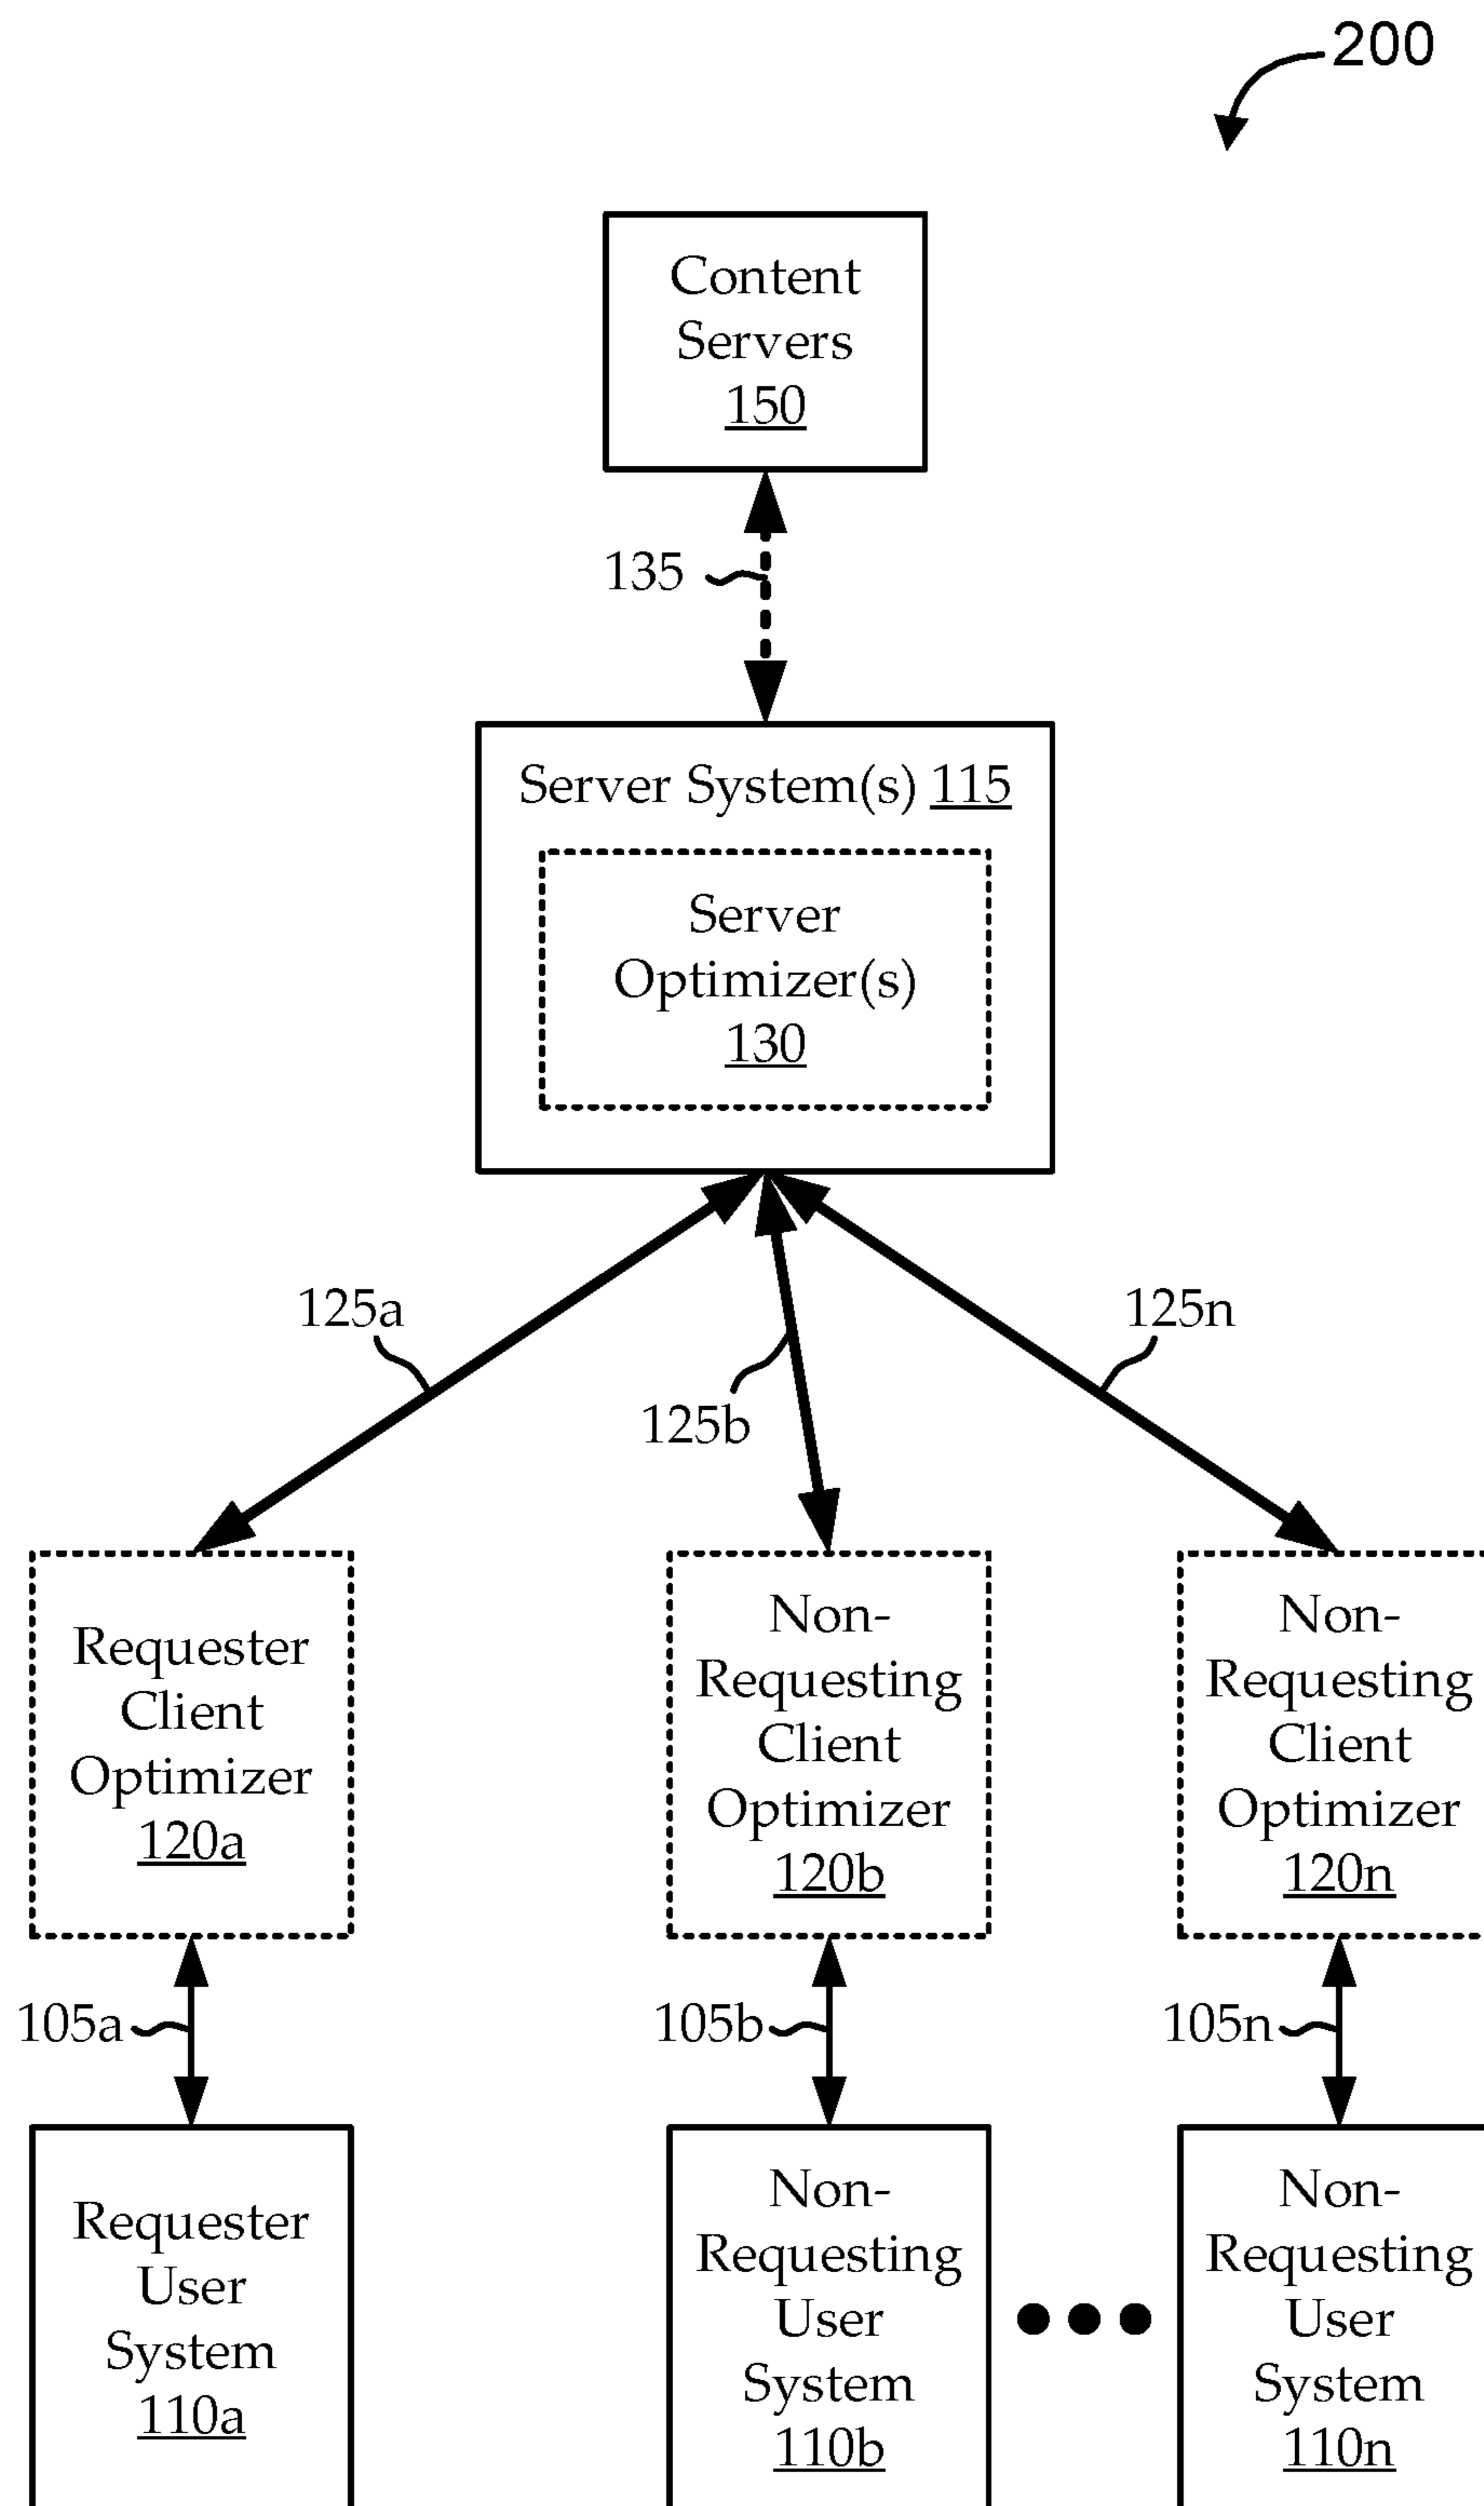 200
Content
Servers
150
135
Server System(s) 115
Server
Optimizer(s)
130
125a
125b
125n
Requester
Client
Optimizer
120a
Non-
Requesting
Client
Optimizer
120b
Non-
Requesting
Client
Optimizer
120n
105a
105b
105n
Requester
User
System
110a
Non-
Requesting
User
System
110b
Non-
Requesting
User
System
110n